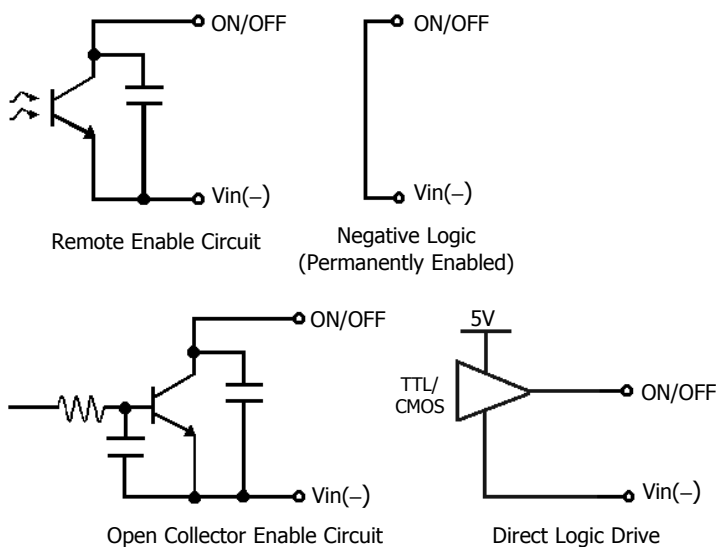 ON/OFF
Vin(−)
Remote Enable Circuit
ON/OFF
Vin(−)
Negative Logic
(Permanently Enabled)
ON/OFF
Vin(−)
Open Collector Enable Circuit
5V
TTL/
CMOS
ON/OFF
Vin(−)
Direct Logic Drive